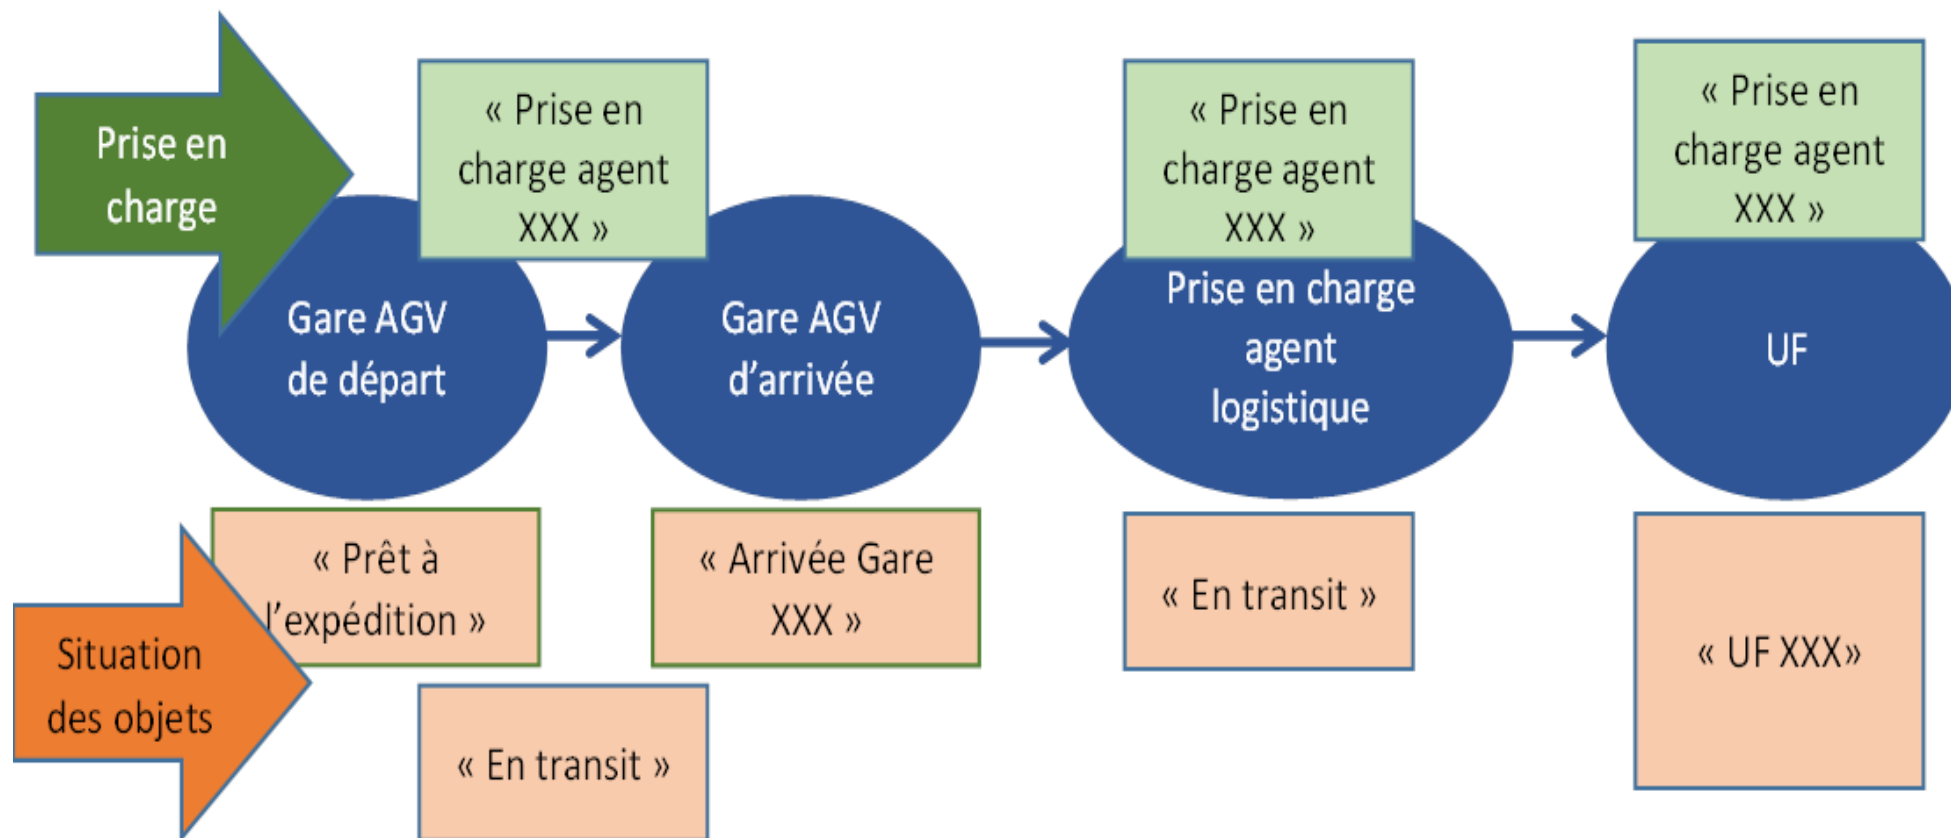 Prise en
charge
« Prise en
charge agent
XXX »
« Prise en
charge agent
XXX »
« Prise en
charge agent
XXX »
Gare AGV
de départ
Gare AGV
d’arrivée
Prise en charge
agent
logistique
UF
Situation
des objets
« Prêt à
l’expédition »
« En transit »
« Arrivée Gare
XXX »
« En transit »
« UF XXX»